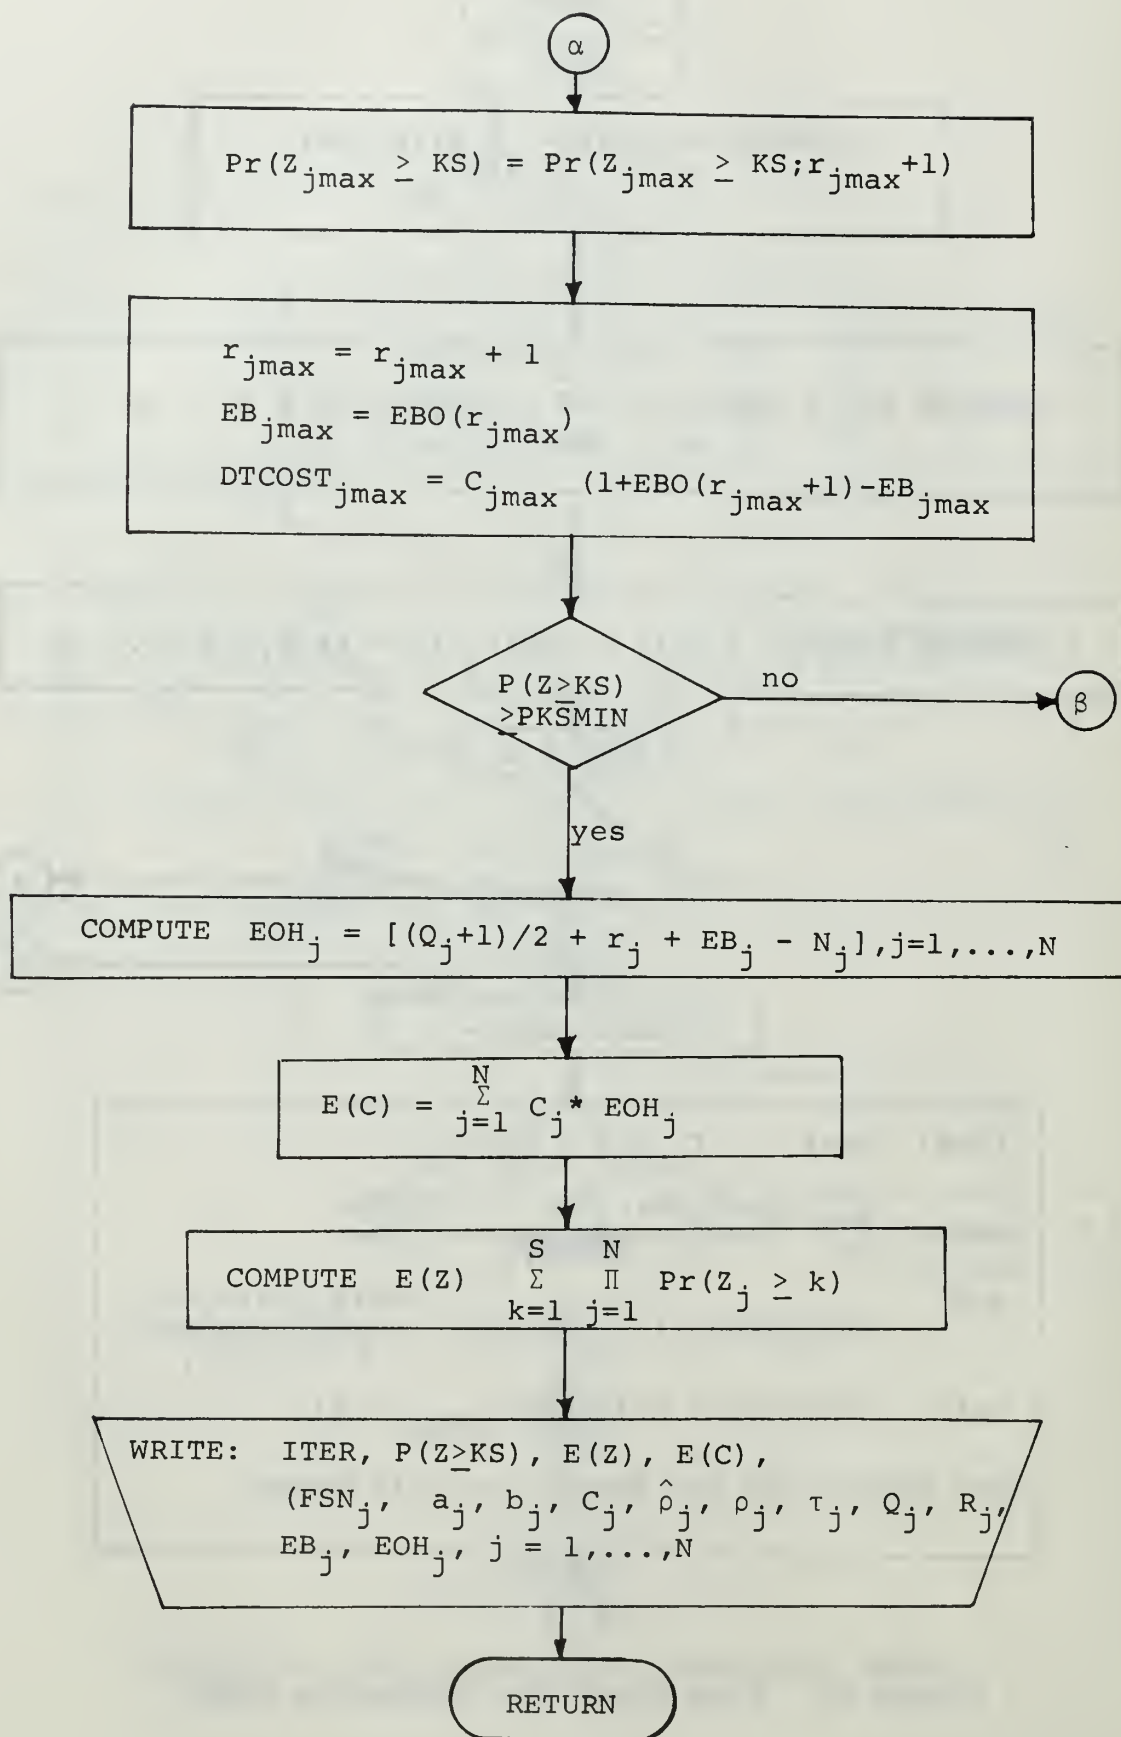 α
Pr(Z_jmax ≥ KS) = Pr(Z_jmax ≥ KS;r_jmax+1)
r_jmax = r_jmax + 1
EB_jmax = EBO(r_jmax)
DTCOST_jmax = C_jmax (1+EBO(r_jmax+1)-EB_jmax
P(Z≥KS)
≥PKSMIN
no
β
yes
COMPUTE EOH_j = [(Q_j+1)/2 + r_j + EB_j - N_j],j=1,...,N
E(C) = Σ_{j=1}^{N} C_j* EOH_j
COMPUTE E(Z) Σ_{k=1}^{S} Π_{j=1}^{N} Pr(Z_j ≥ k)
WRITE: ITER, P(Z≥KS), E(Z), E(C),
(FSN_j, a_j, b_j, C_j, ρ̂_j, ρ_j, τ_j, Q_j, R_j,
EB_j, EOH_j, j = 1,...,N
RETURN